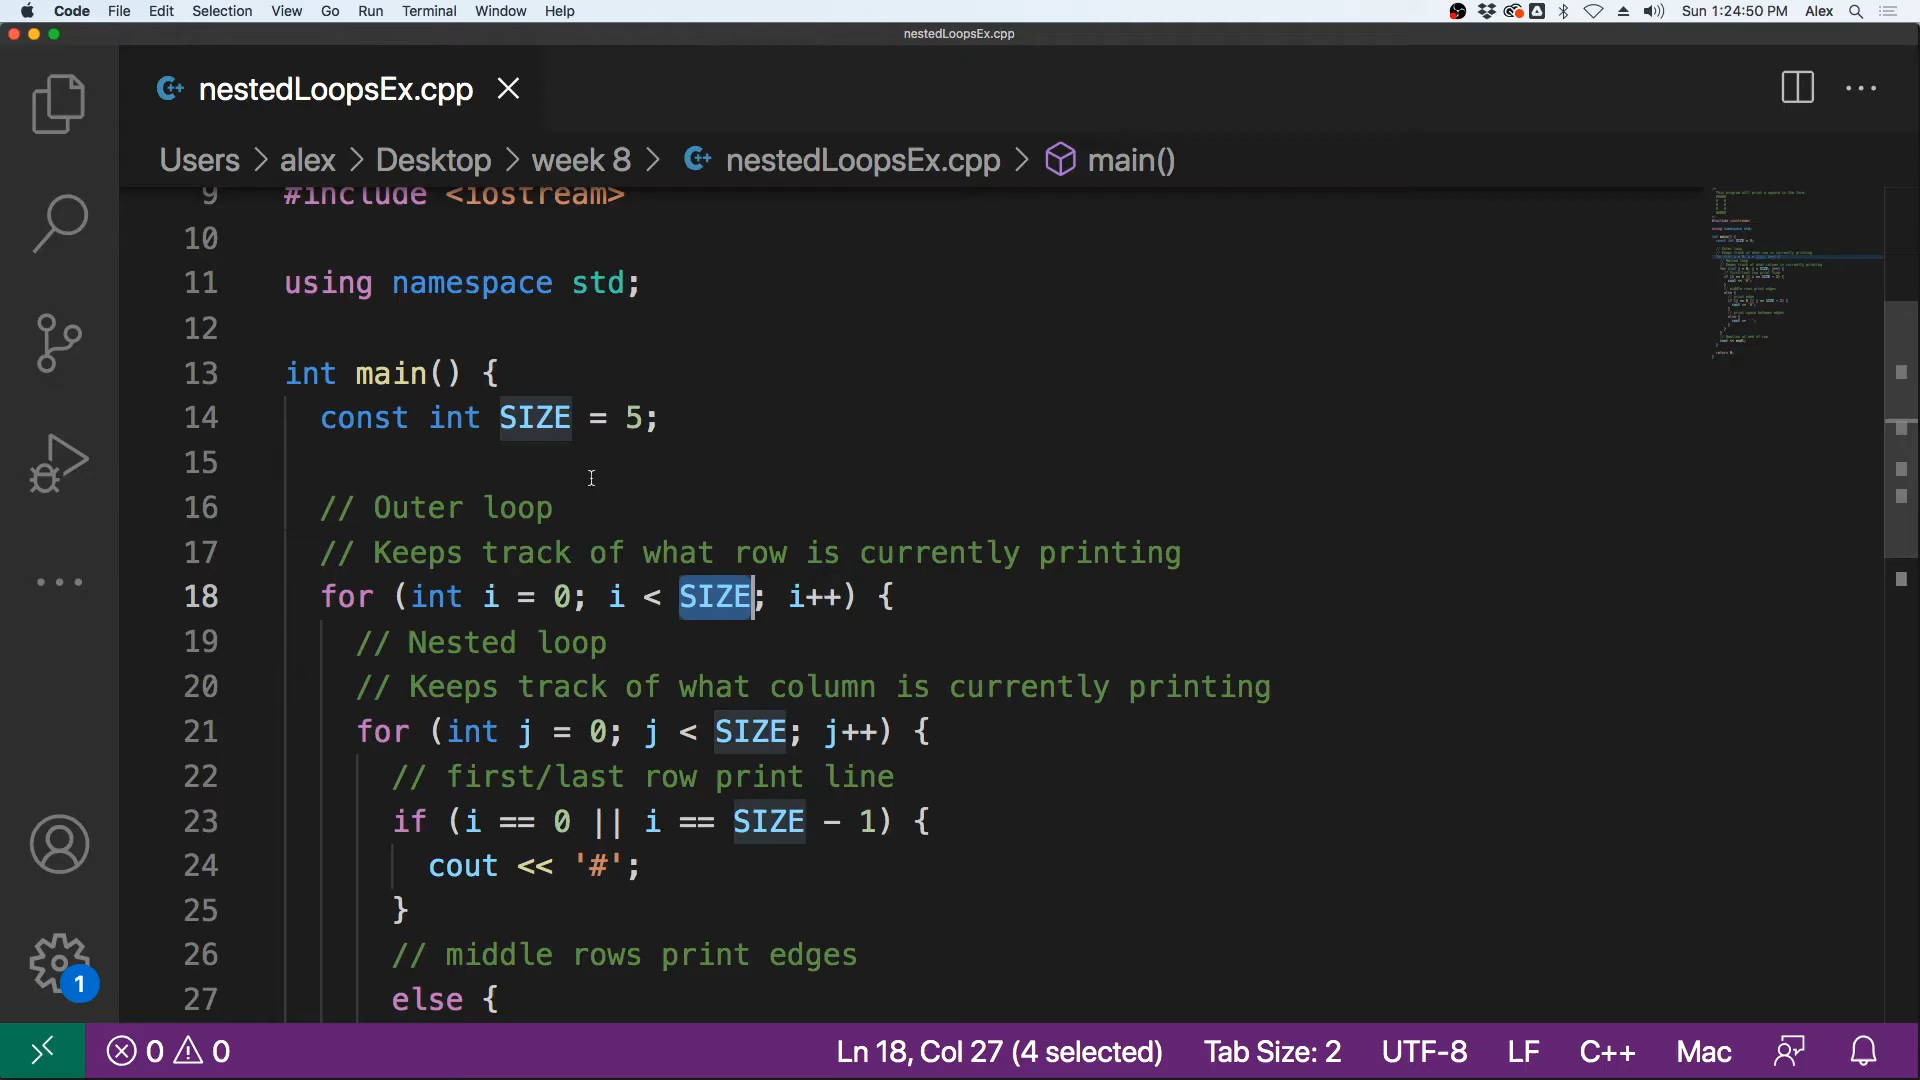 Code File Edit Selection View Go Run Terminal Window Help Sun 1:24:50 PM Alex
nestedLoopsEx.cpp
nestedLoopsEx.cpp
Users > alex > Desktop > week 8 > nestedLoopsEx.cpp > main()
9 #include <iostream>
10
11 using namespace std;
12
13 int main() {
14 const int SIZE = 5;
15
16 // Outer loop
17 // Keeps track of what row is currently printing
18 for (int i = 0; i < SIZE; i++) {
19 // Nested loop
20 // Keeps track of what column is currently printing
21 for (int j = 0; j < SIZE; j++) {
22 // first/last row print line
23 if (i == 0 || i == SIZE - 1) {
24 cout << '#';
25 }
26 // middle rows print edges
27 else {
1
0 0 Ln 18, Col 27 (4 selected) Tab Size: 2 UTF-8 LF C++ Mac